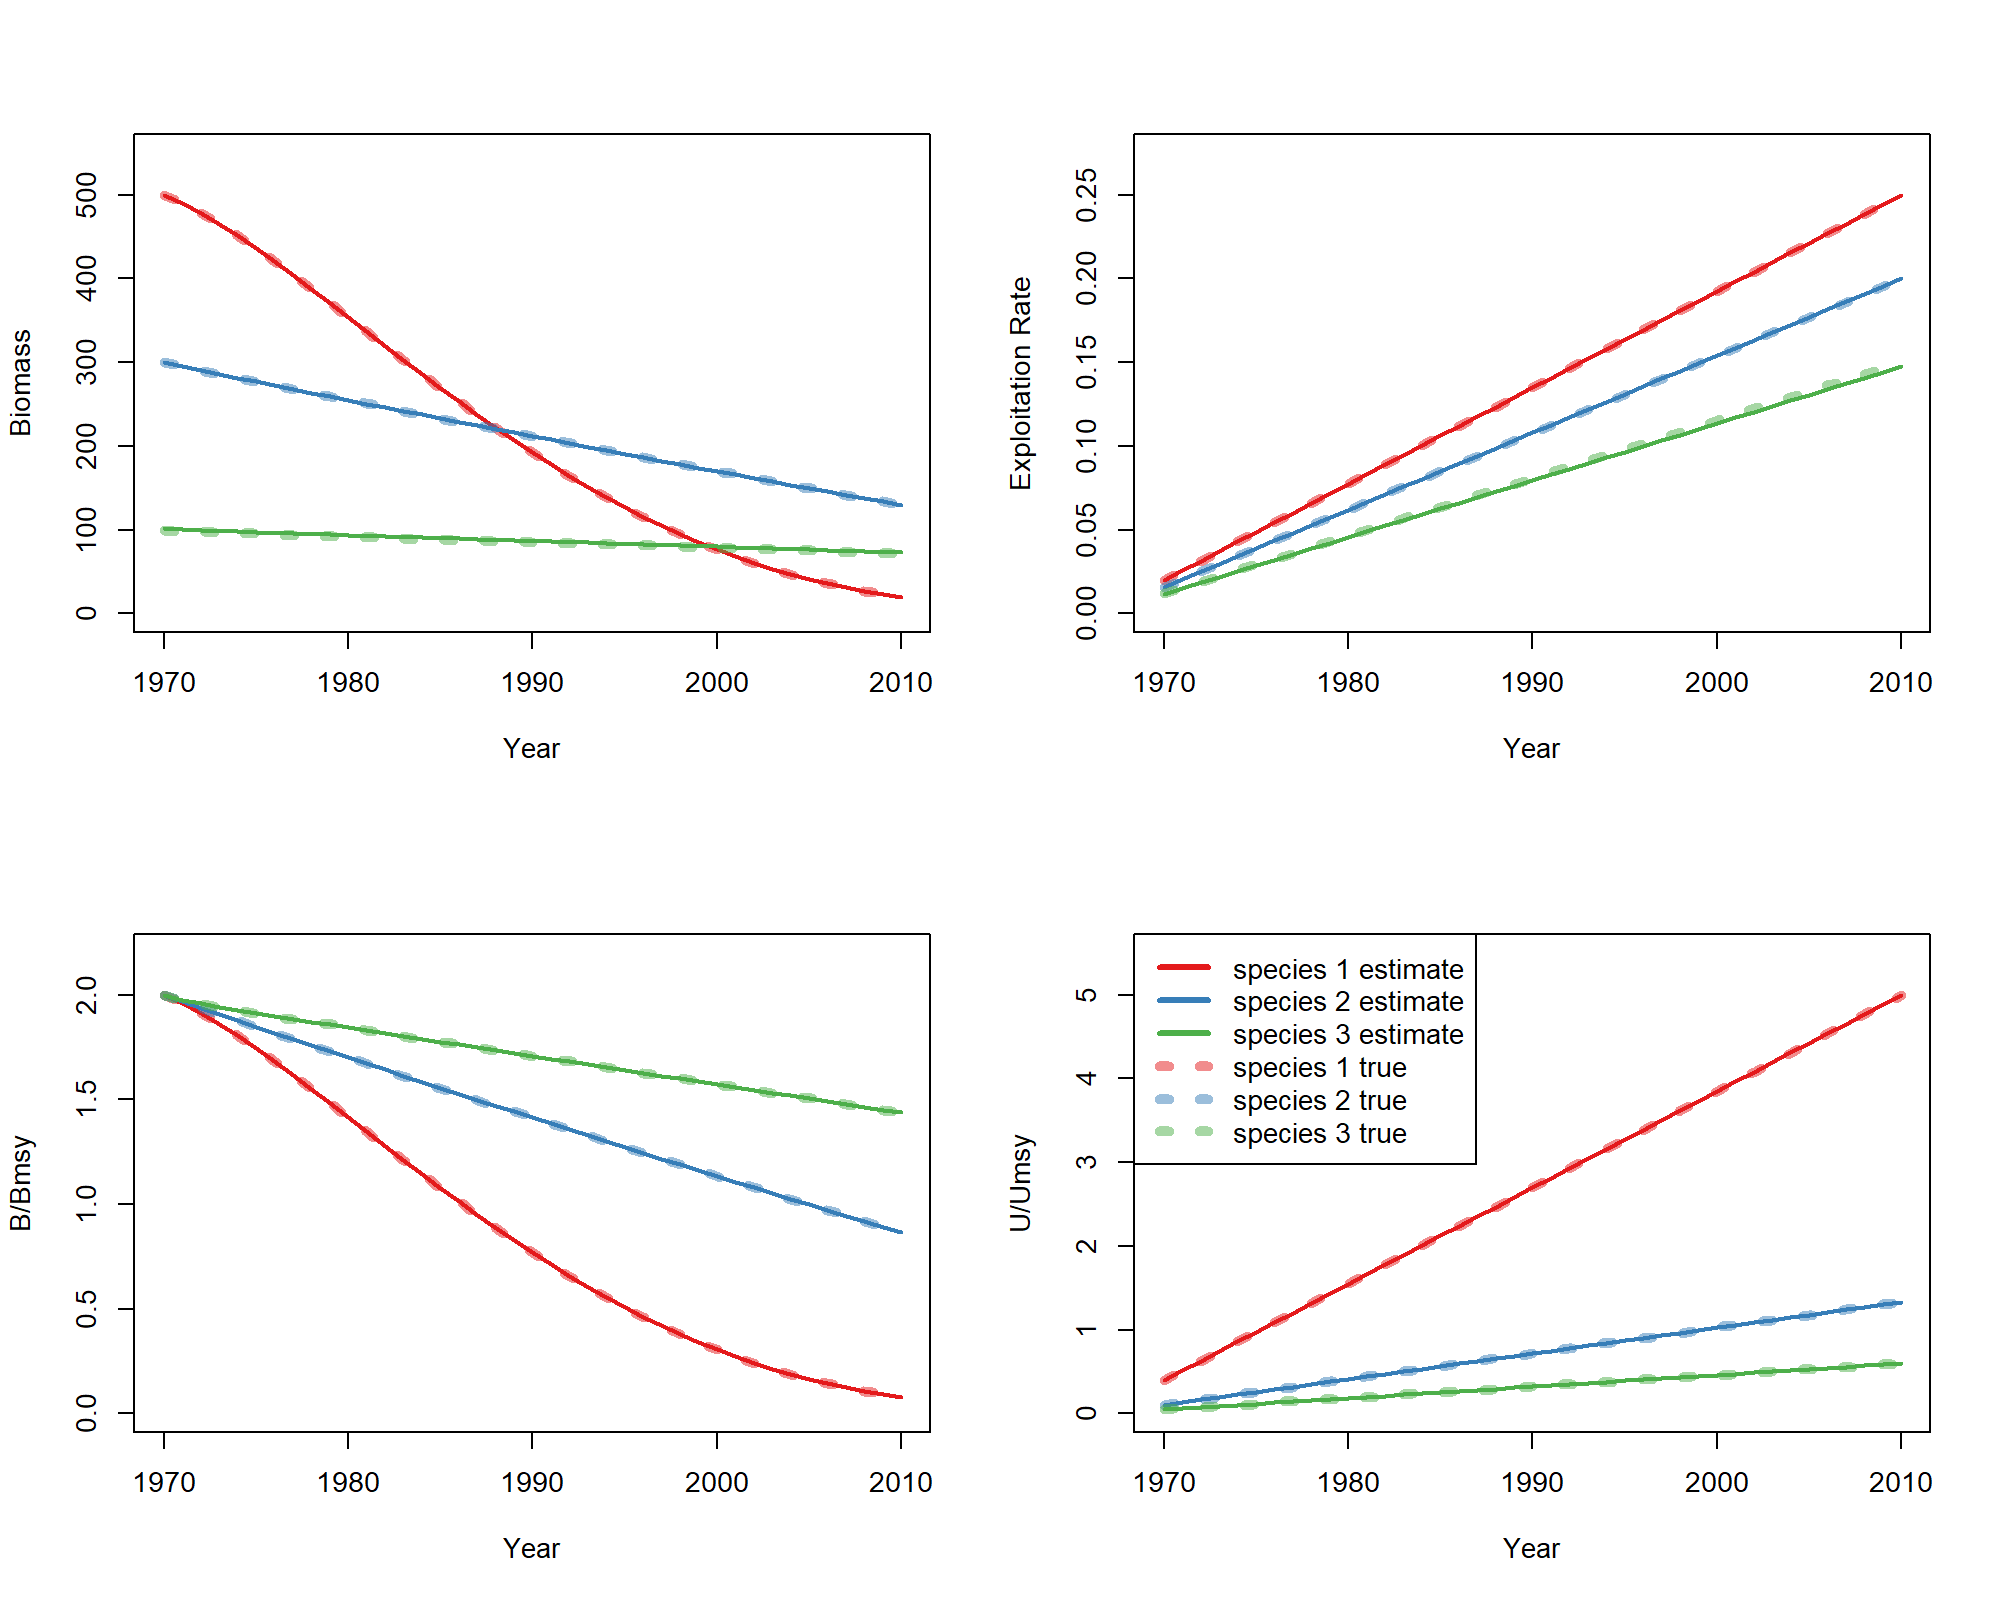 Biomass
500
400
300
200
100
0
1970 1980 1990 2000 2010
Year
Exploitation Rate
0.25
0.20
0.15
0.10
0.05
0.00
1970 1980 1990 2000 2010
Year
B/Bmsy
2.0
1.5
1.0
0.5
0.0
1970 1980 1990 2000 2010
Year
U/Umsy
5
4
3
2
1
0
species 1 estimate
species 2 estimate
species 3 estimate
species 1 true
species 2 true
species 3 true
1970 1980 1990 2000 2010
Year